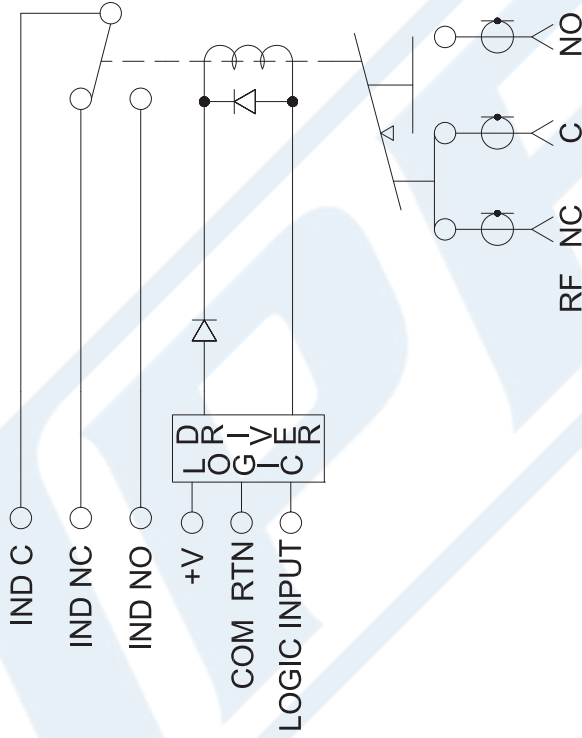 IND C
IND NC
IND NO
+V
COM RTN
LOGIC INPUT
LOGIC
DRIVER
RF NC C NO